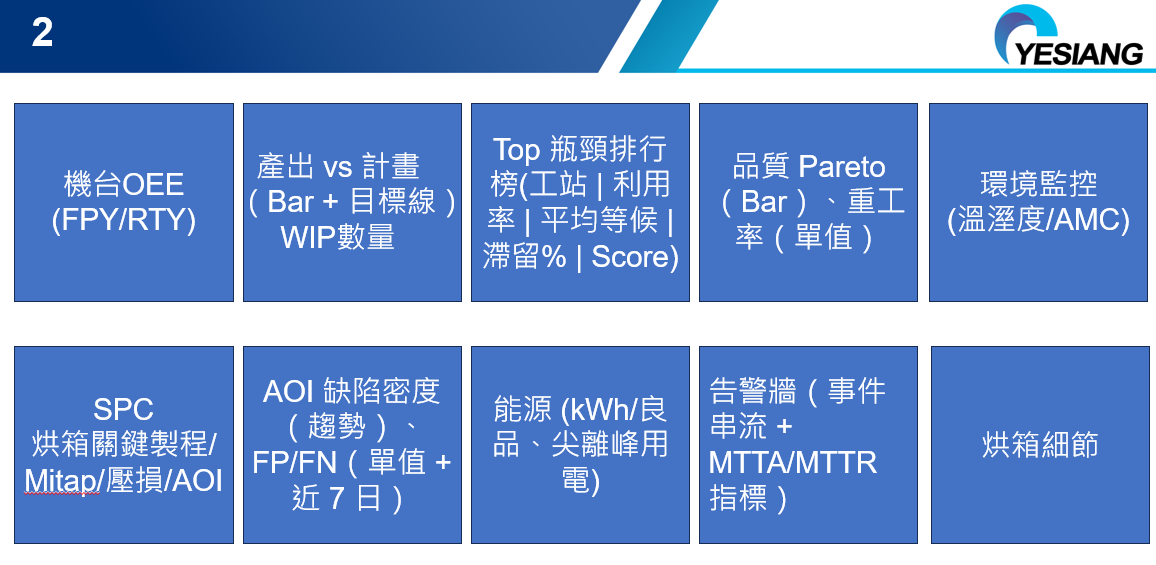 2
YESIANG
機台OEE
(FPY/RTY)
產出 vs 計畫
（Bar + 目標線）
WIP數量
Top 瓶頸排行
榜(工站 | 利用
率 | 平均等候 |
滯留% | Score)
品質 Pareto
（Bar）、重工
率（單值）
環境監控
(溫溼度/AMC)
SPC
烘箱關鍵製程/
Mitap/壓損/AOI
AOI 缺陷密度
（趨勢）、
FP/FN（單值 +
近 7 日）
能源 (kWh/良
品、尖離峰用
電)
告警牆（事件
串流 +
MTTA/MTTR
指標）
烘箱細節